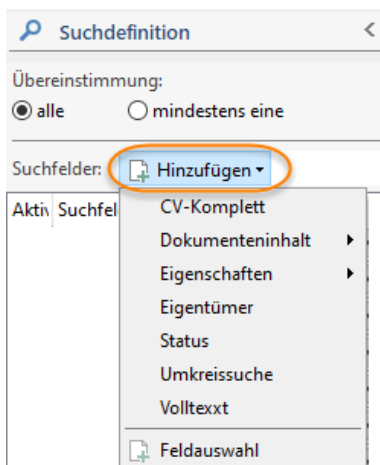 Suchdefinition
Übereinstimmung:
alle mindestens eine
Suchfelder: Hinzufügen
Aktiv Suchfel
CV-Komplett
Dokumenteninhalt
Eigenschaften
Eigentümer
Status
Umkreissuche
Volltexxt
Feldauswahl